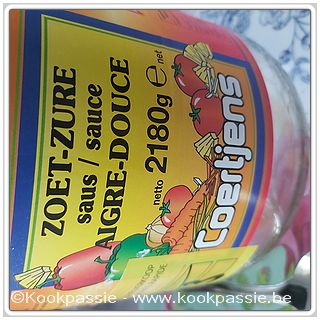 ZOET-ZURE
saus / sauce
AIGRE-DOUCE
netto 2180g e net
Coertjens
©Kookpassie - www.kookpassie.be